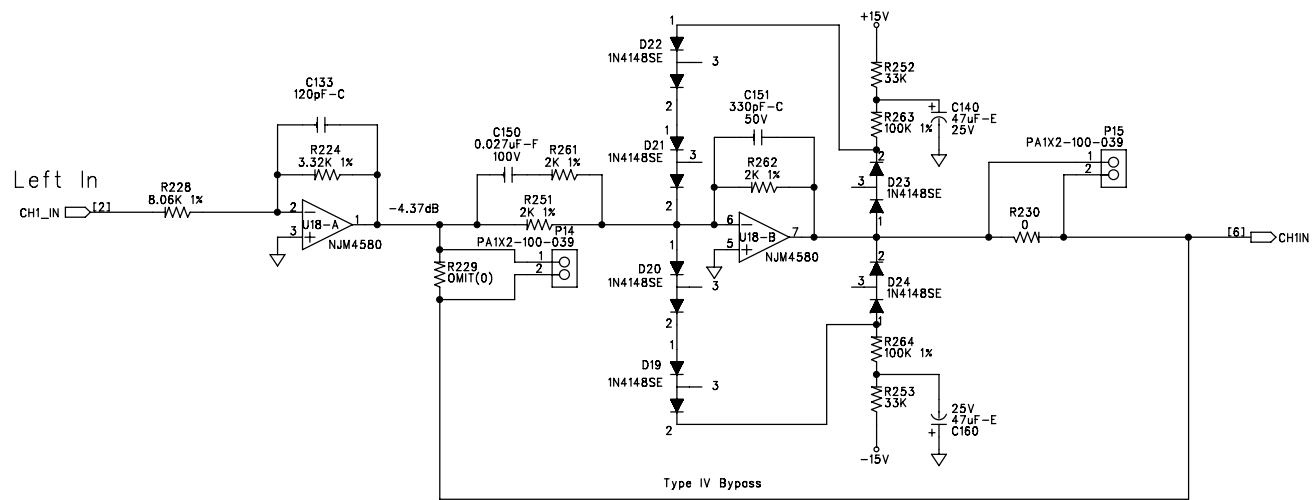 Left In
CH1_IN
[2]
R228
8.06K 1%
C133
120pF-C
R224
3.32K 1%
2
3
1
U18-A
NJM4580
-4.37dB
C150
0.027uF-F
100V
R261
2K 1%
R251
2K 1%
P14
PA1X2-100-039
1
2
R229
OMIT(0)
1
D22
1N4148SE
3
2
1
D21
1N4148SE
3
2
1
D20
1N4148SE
3
2
1
D19
1N4148SE
3
2
C151
330pF-C
50V
R262
2K 1%
6
5
7
U18-B
NJM4580
+15V
R252
33K
C140
47uF-E
25V
R263
100K 1%
2
D23
3
1N4148SE
1
2
D24
3
1N4148SE
1
R264
100K 1%
R253
33K
25V
47uF-E
C160
-15V
P15
PA1X2-100-039
1
2
R230
0
[6]
CH1IN
Type IV Bypass